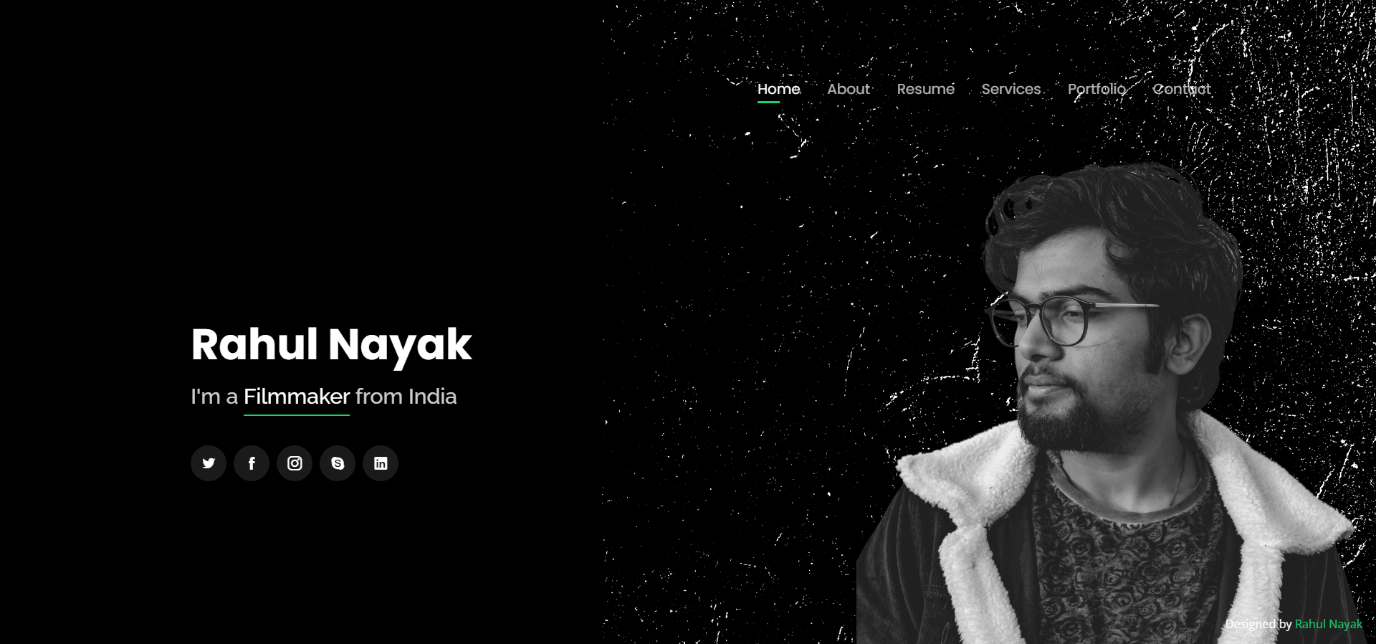 Home About Resume Services Portfolio Contact
Rahul Nayak
I'm a Filmmaker from India
Designed by Rahul Nayak